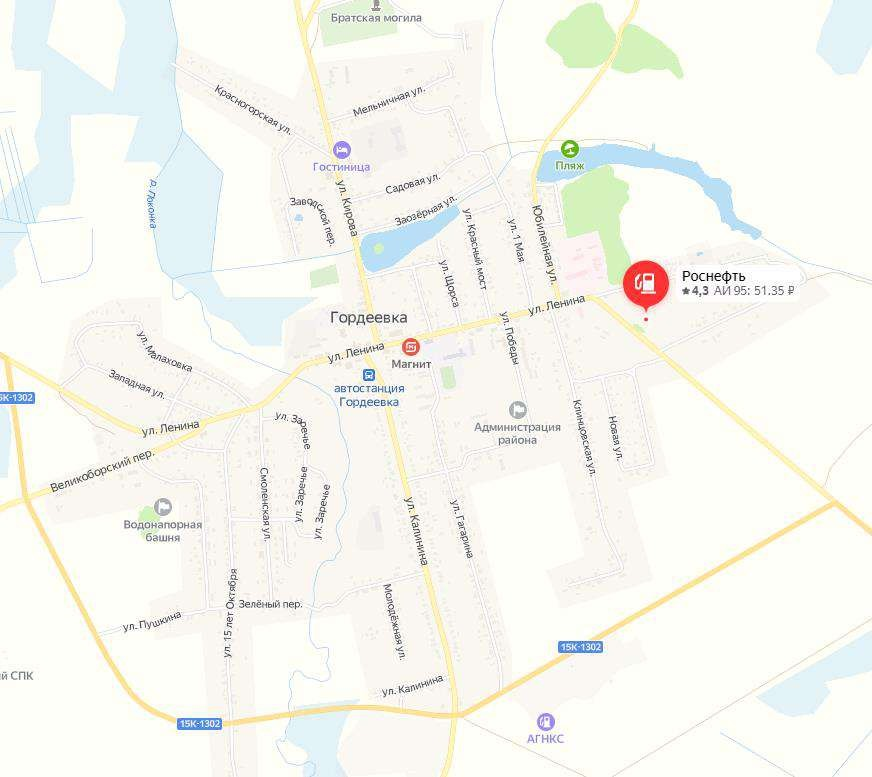 Братская могила
Красногорская ул.
Мельничная ул.
Гостиница
Пляж
р. Поконка
ул. Кирова
Садовая ул.
Заводской пер.
Заозёрная ул.
ул. Красный мост
ул. 1 Мая
Юбилейная ул.
ул. Щорса
Роснефть
4,3 АИ 95: 51.35 ₽
Гордеевка
ул. Ленина
ул. Ленина
ул. Победы
Магнит
ул. Малаховка
Западная ул.
автостанция
Гордеевка
15К-1302
ул. Ленина
Великоборский пер.
ул. Заречье
Администрация
района
Клинцовская ул.
Новая ул.
Смоленская ул.
ул. Заречье
ул. Заречье
Водонапорная
башня
ул. Калинина
ул. Гагарина
ул. 15 лет Октября
Зелёный пер.
ул. Пушкина
Молодёжная ул.
15К-1302
й СПК
ул. Калинина
15К-1302
АГНКС